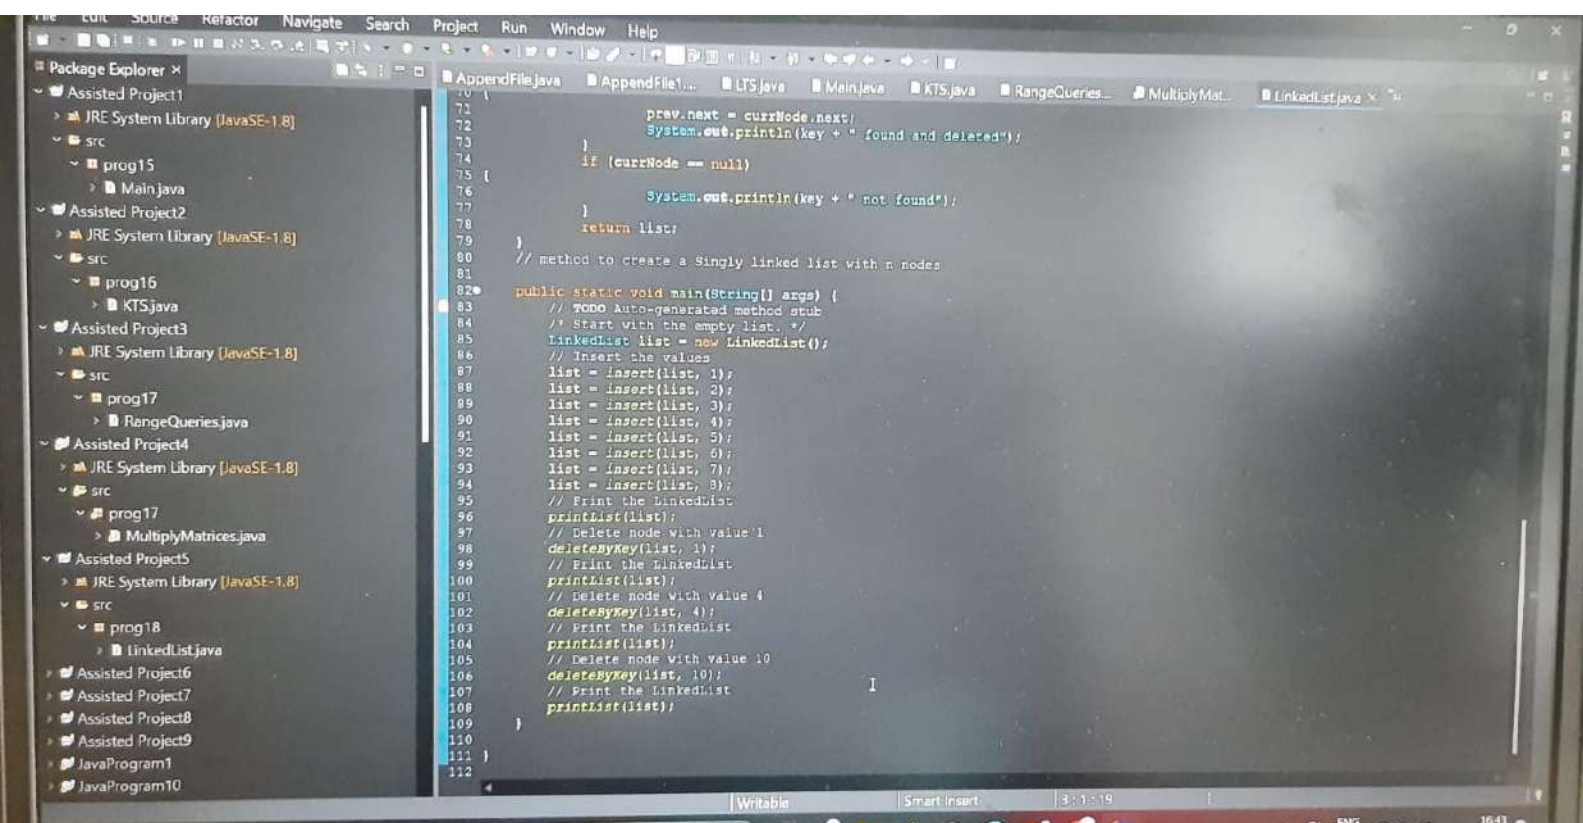 File Edit Source Refactor Navigate Search Project Run Window Help
Package Explorer ×
AppendFile.java AppendFile1.... LTS.java Main.java KTS.java RangeQueries... MultiplyMat... LinkedList.java ×
Assisted Project1
JRE System Library [JavaSE-1.8]
src
prog15
Main.java
Assisted Project2
JRE System Library [JavaSE-1.8]
src
prog16
KTS.java
Assisted Project3
JRE System Library [JavaSE-1.8]
src
prog17
RangeQueries.java
Assisted Project4
JRE System Library [JavaSE-1.8]
src
prog17
MultiplyMatrices.java
Assisted Project5
JRE System Library [JavaSE-1.8]
src
prog18
LinkedList.java
Assisted Project6
Assisted Project7
Assisted Project8
Assisted Project9
JavaProgram1
JavaProgram10
70 {
71 prev.next = currNode.next;
72 System.out.println(key + " found and deleted");
73 }
74 if (currNode == null)
75 {
76 System.out.println(key + " not found");
77 }
78 return list;
79 }
80 // method to create a Singly linked list with n nodes
81
82 public static void main(String[] args) {
83 // TODO Auto-generated method stub
84 /* Start with the empty list. */
85 LinkedList list = new LinkedList();
86 // Insert the values
87 list = insert(list, 1);
88 list = insert(list, 2);
89 list = insert(list, 3);
90 list = insert(list, 4);
91 list = insert(list, 5);
92 list = insert(list, 6);
93 list = insert(list, 7);
94 list = insert(list, 8);
95 // Print the LinkedList
96 printList(list);
97 // Delete node with value 1
98 deleteByKey(list, 1);
99 // Print the LinkedList
100 printList(list);
101 // Delete node with value 4
102 deleteByKey(list, 4);
103 // Print the LinkedList
104 printList(list);
105 // Delete node with value 10
106 deleteByKey(list, 10);
107 // Print the LinkedList
108 printList(list);
109 }
110
111 }
112
Writable Smart Insert 3 : 1 : 19
ENG 16:43